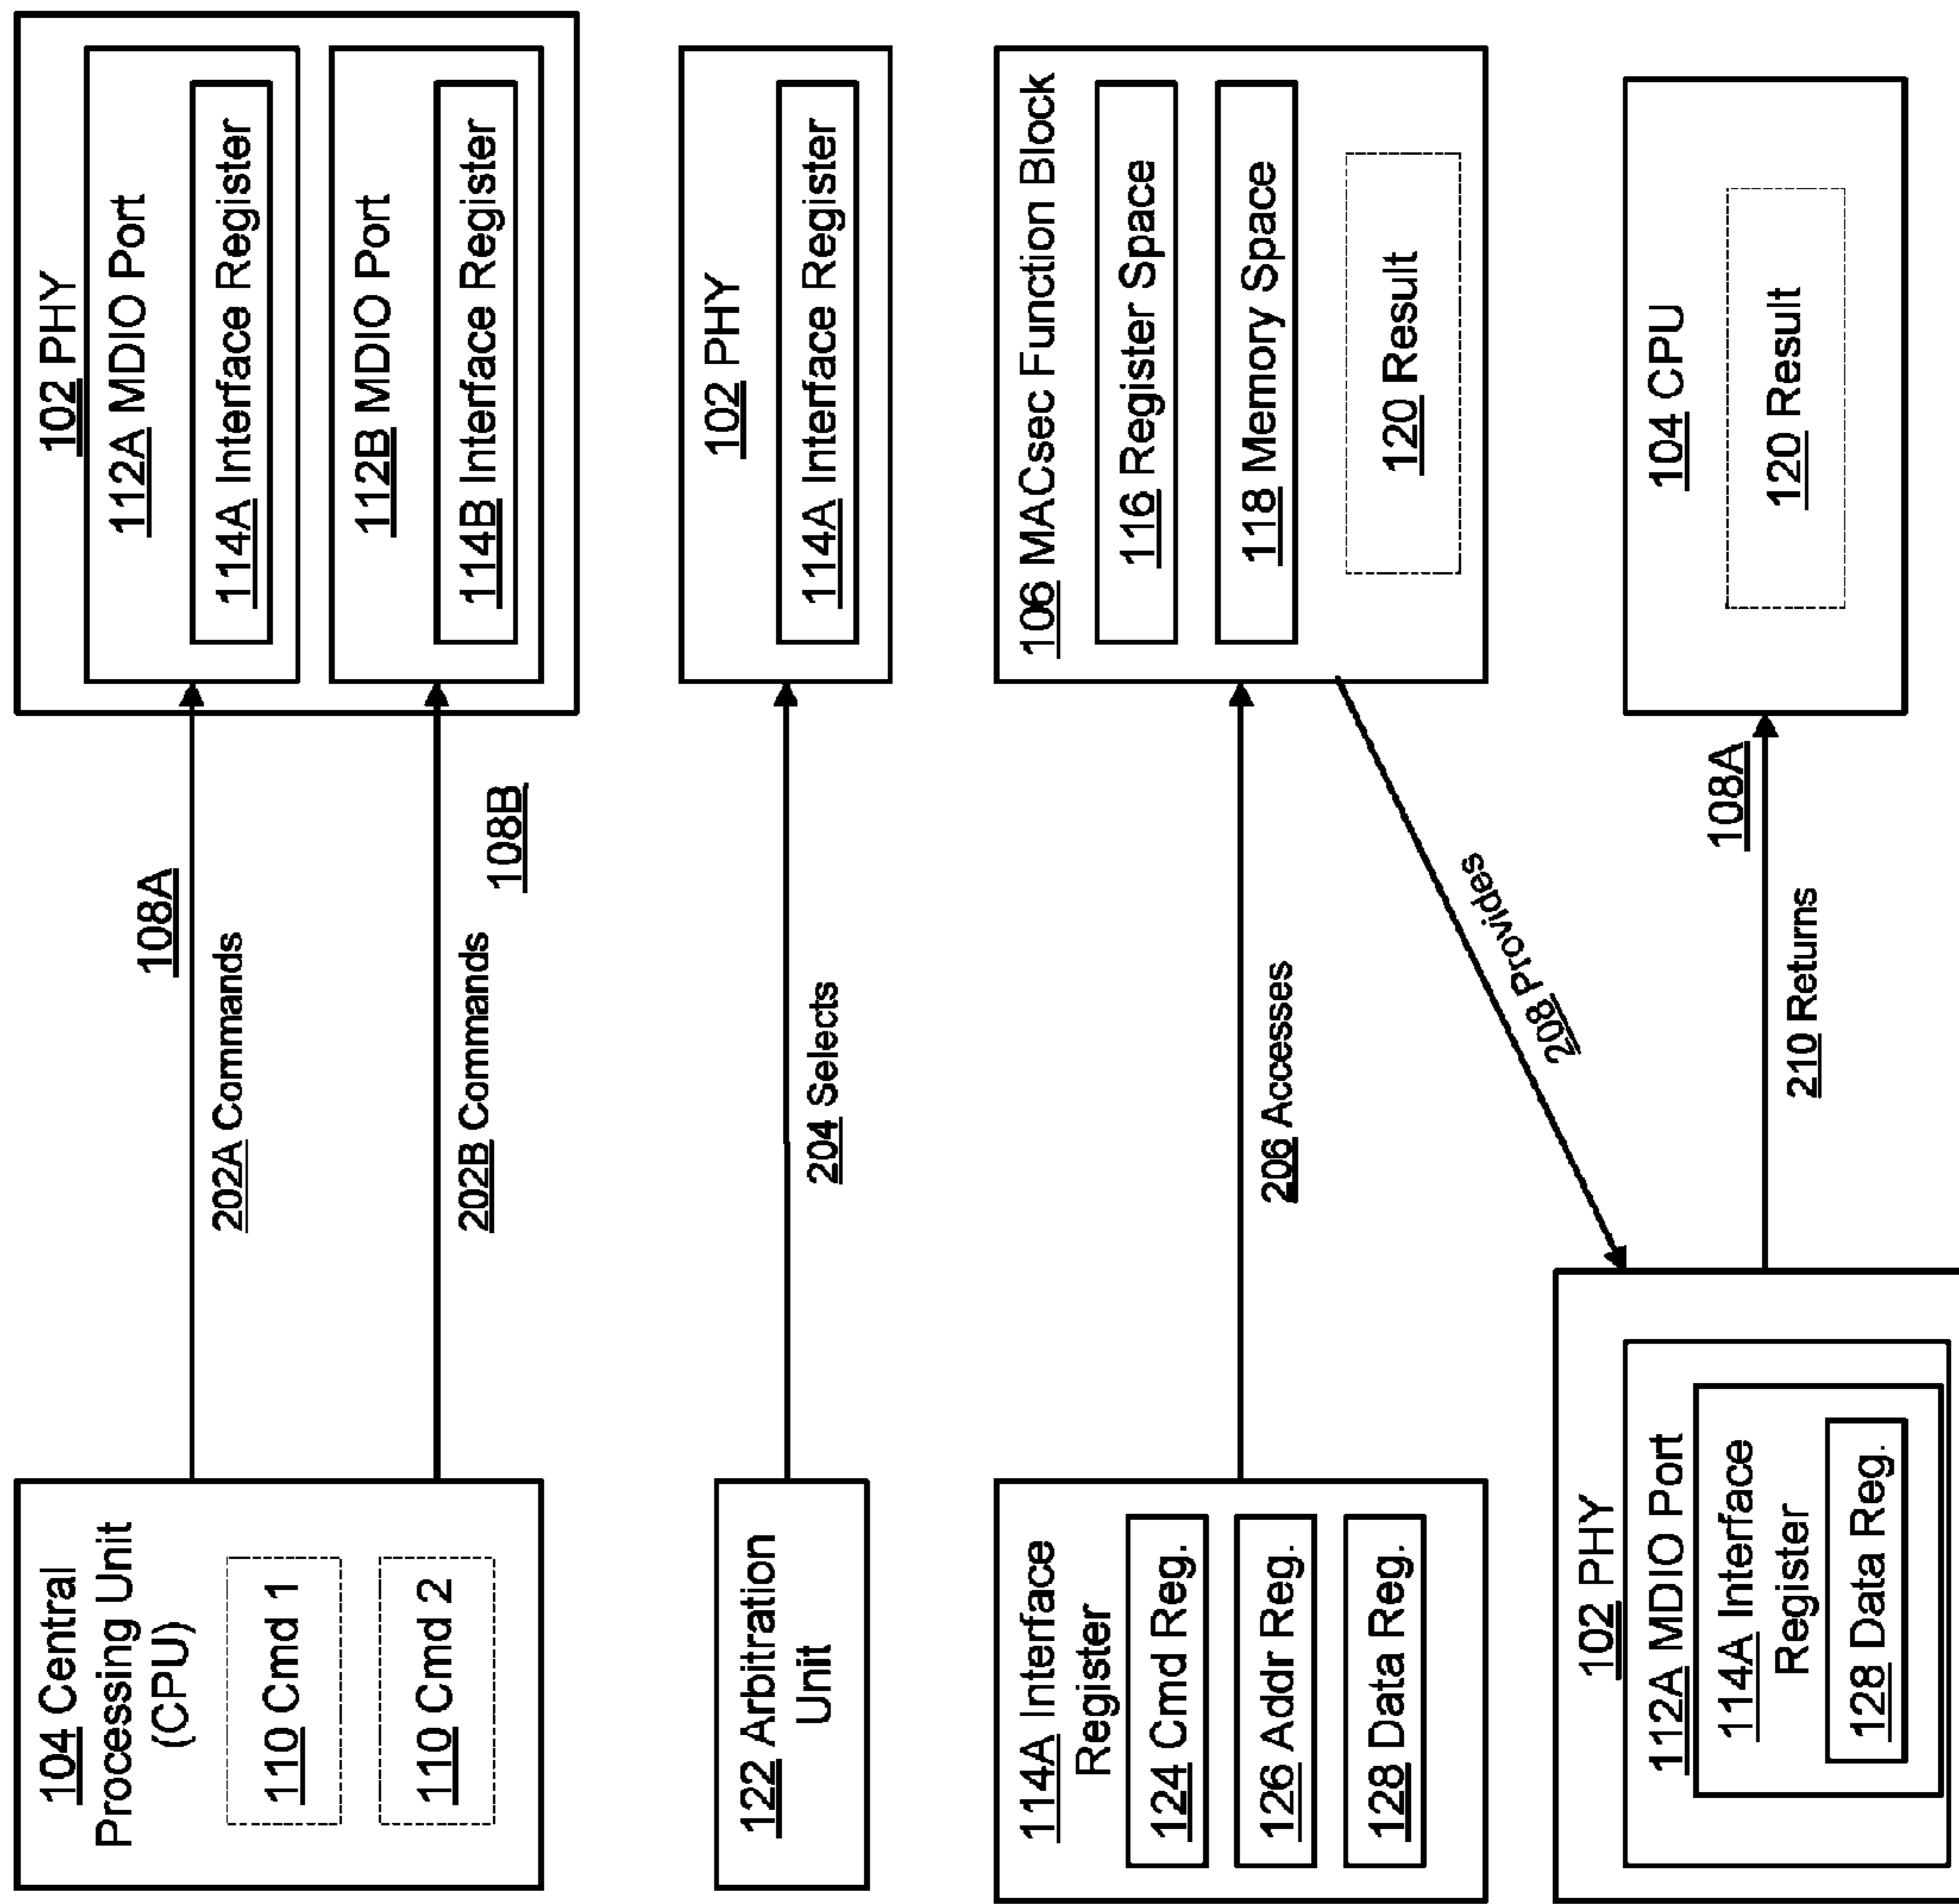 104 Central
Processing Unit
(CPU)
110 Cmd 1
110 Cmd 2
108A
202A Commands
202B Commands
108B
102 PHY
112A MDIO Port
114A Interface Register
112B MDIO Port
114B Interface Register
122 Arbitration
Unit
204 Selects
102 PHY
114A Interface Register
114A Interface
Register
124 Cmd Reg.
126 Addr Reg.
128 Data Reg.
206 Accesses
106 MACsec Function Block
116 Register Space
118 Memory Space
120 Result
208 Provides
102 PHY
112A MDIO Port
114A Interface
Register
128 Data Reg.
108A
210 Returns
104 CPU
120 Result